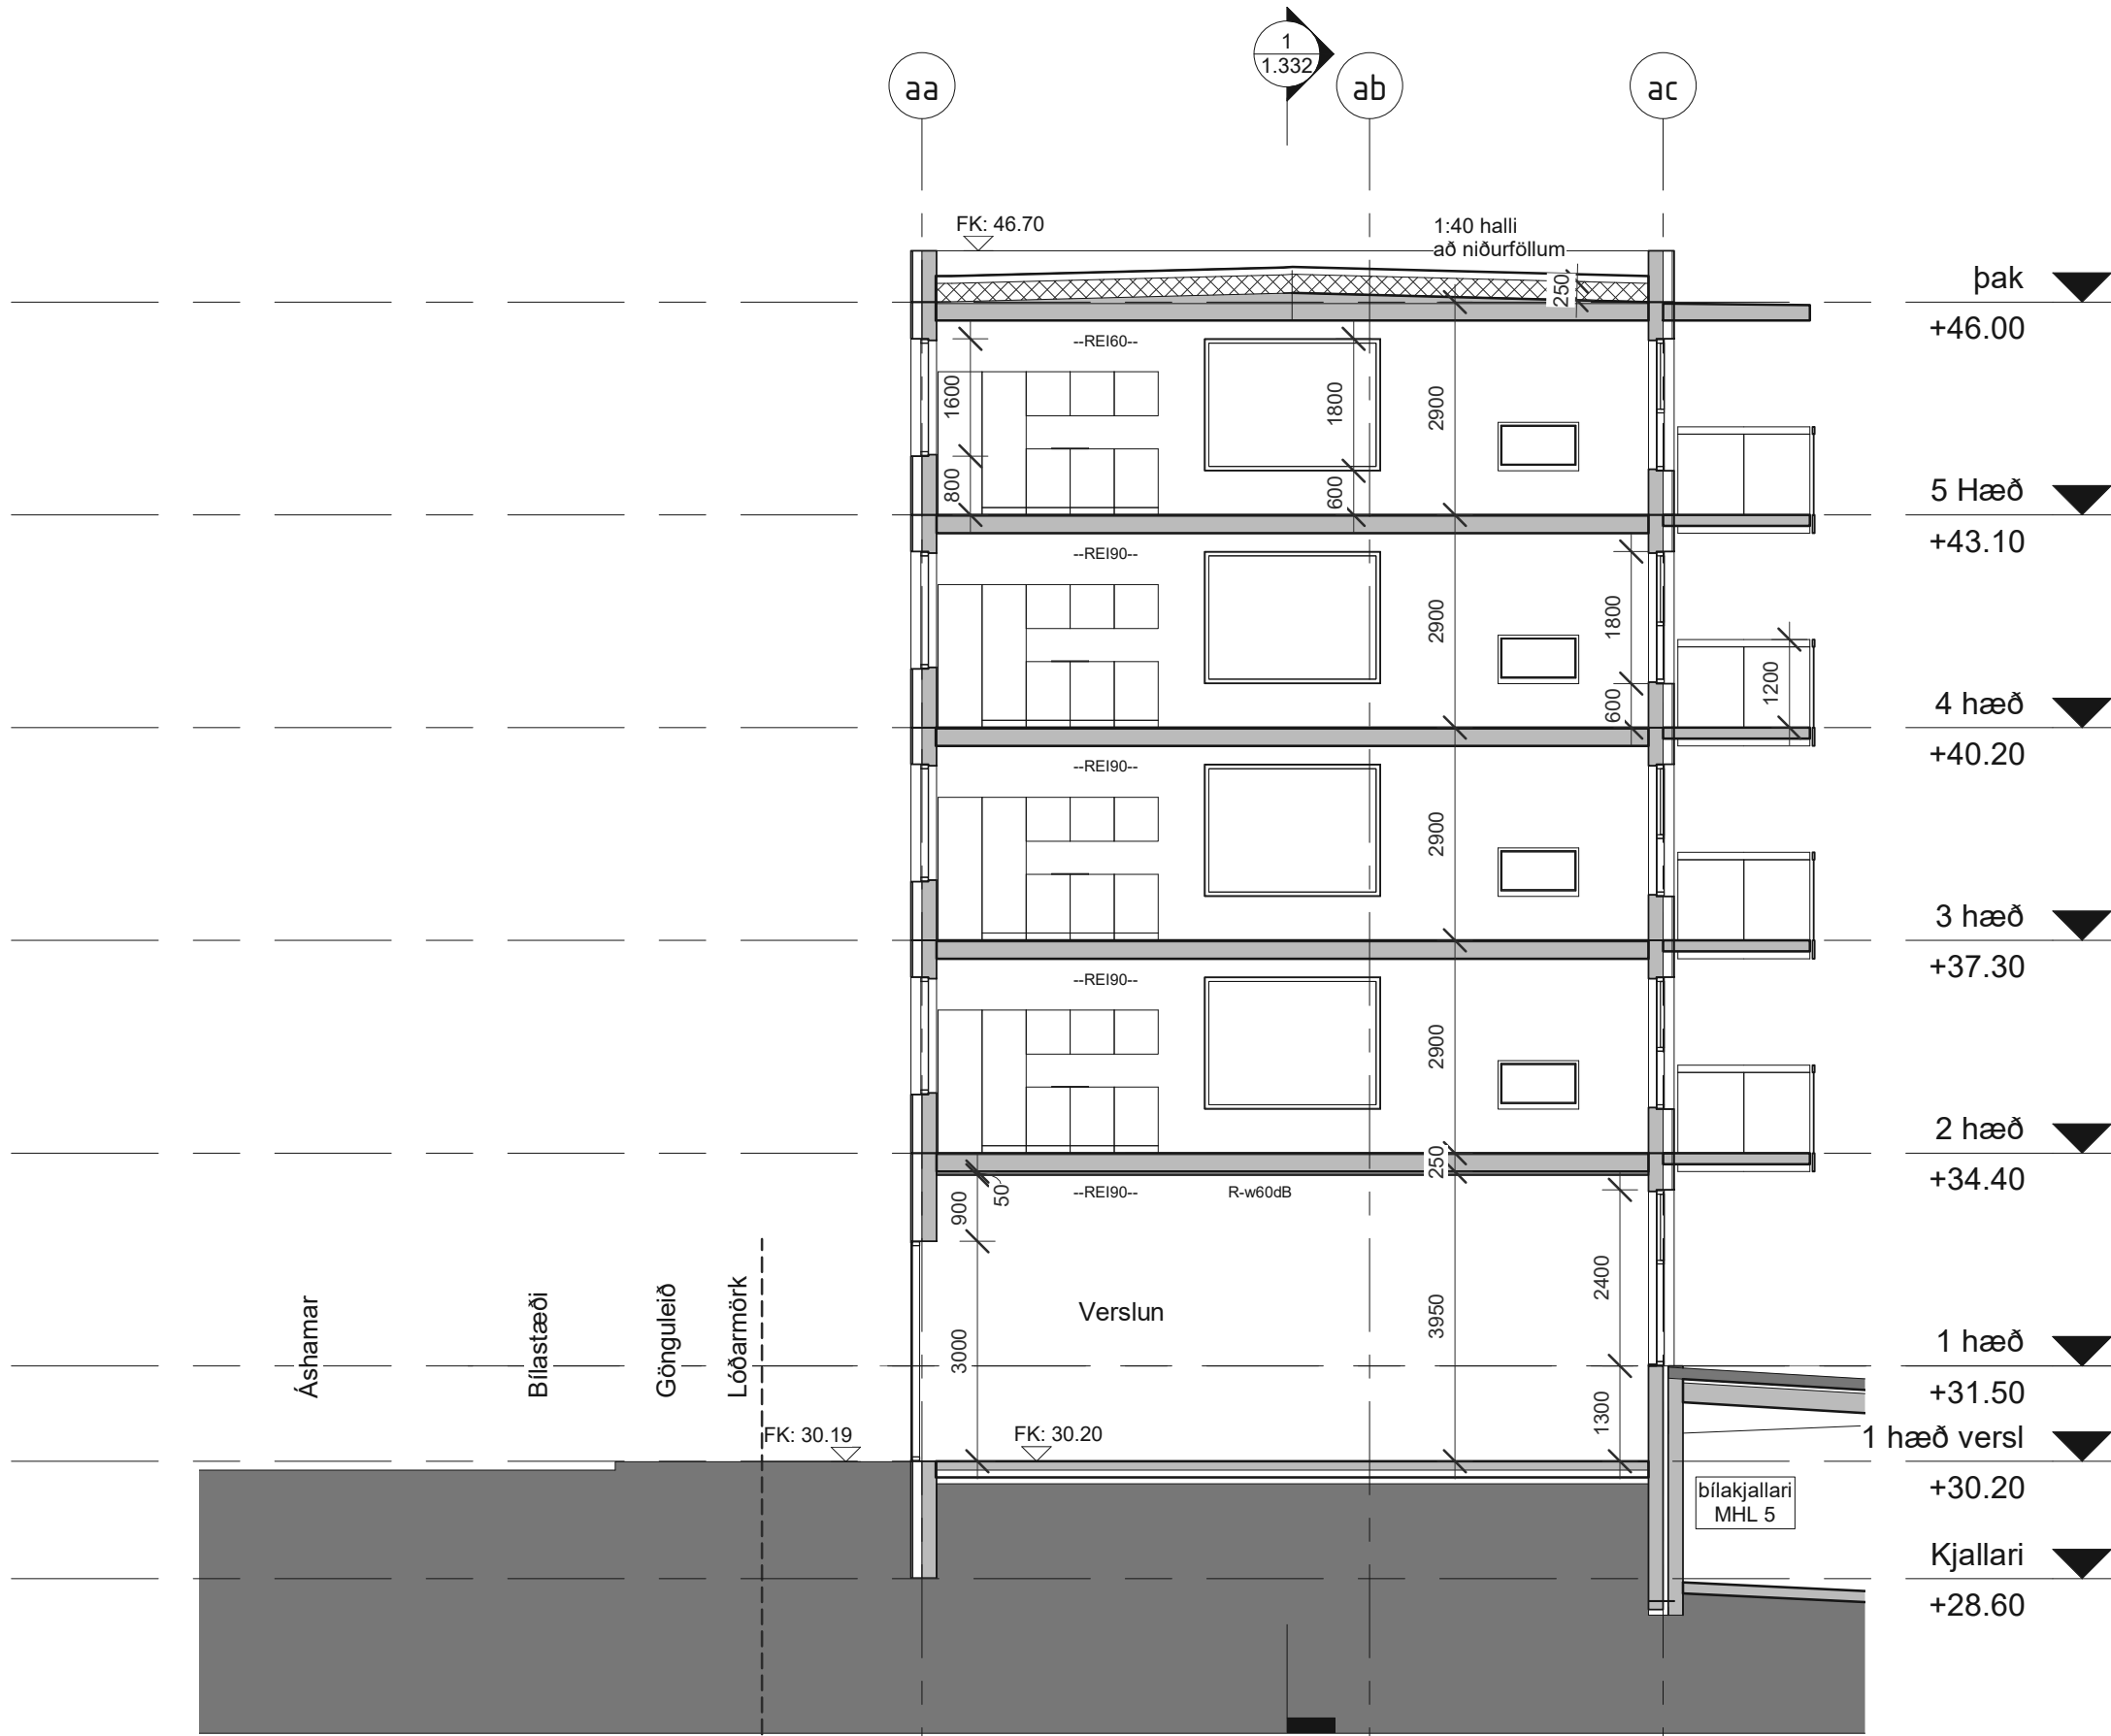 1
1.332
aa
ab
ac
FK: 46.70
1:40 halli
að niðurföllum
250
þak
+46.00
--REI60--
1600
1800
2900
800
600
5 Hæð
+43.10
--REI90--
2900
1800
600
1200
4 hæð
+40.20
--REI90--
2900
3 hæð
+37.30
--REI90--
2900
2 hæð
+34.40
250
50
900
--REI90--
R-w60dB
2400
Verslun
3950
3000
1300
Áshamar
Bílastæði
Gönguleið
Lóðarmörk
1 hæð
+31.50
FK: 30.19
FK: 30.20
1 hæð versl
+30.20
bílakjallari
MHL 5
Kjallari
+28.60